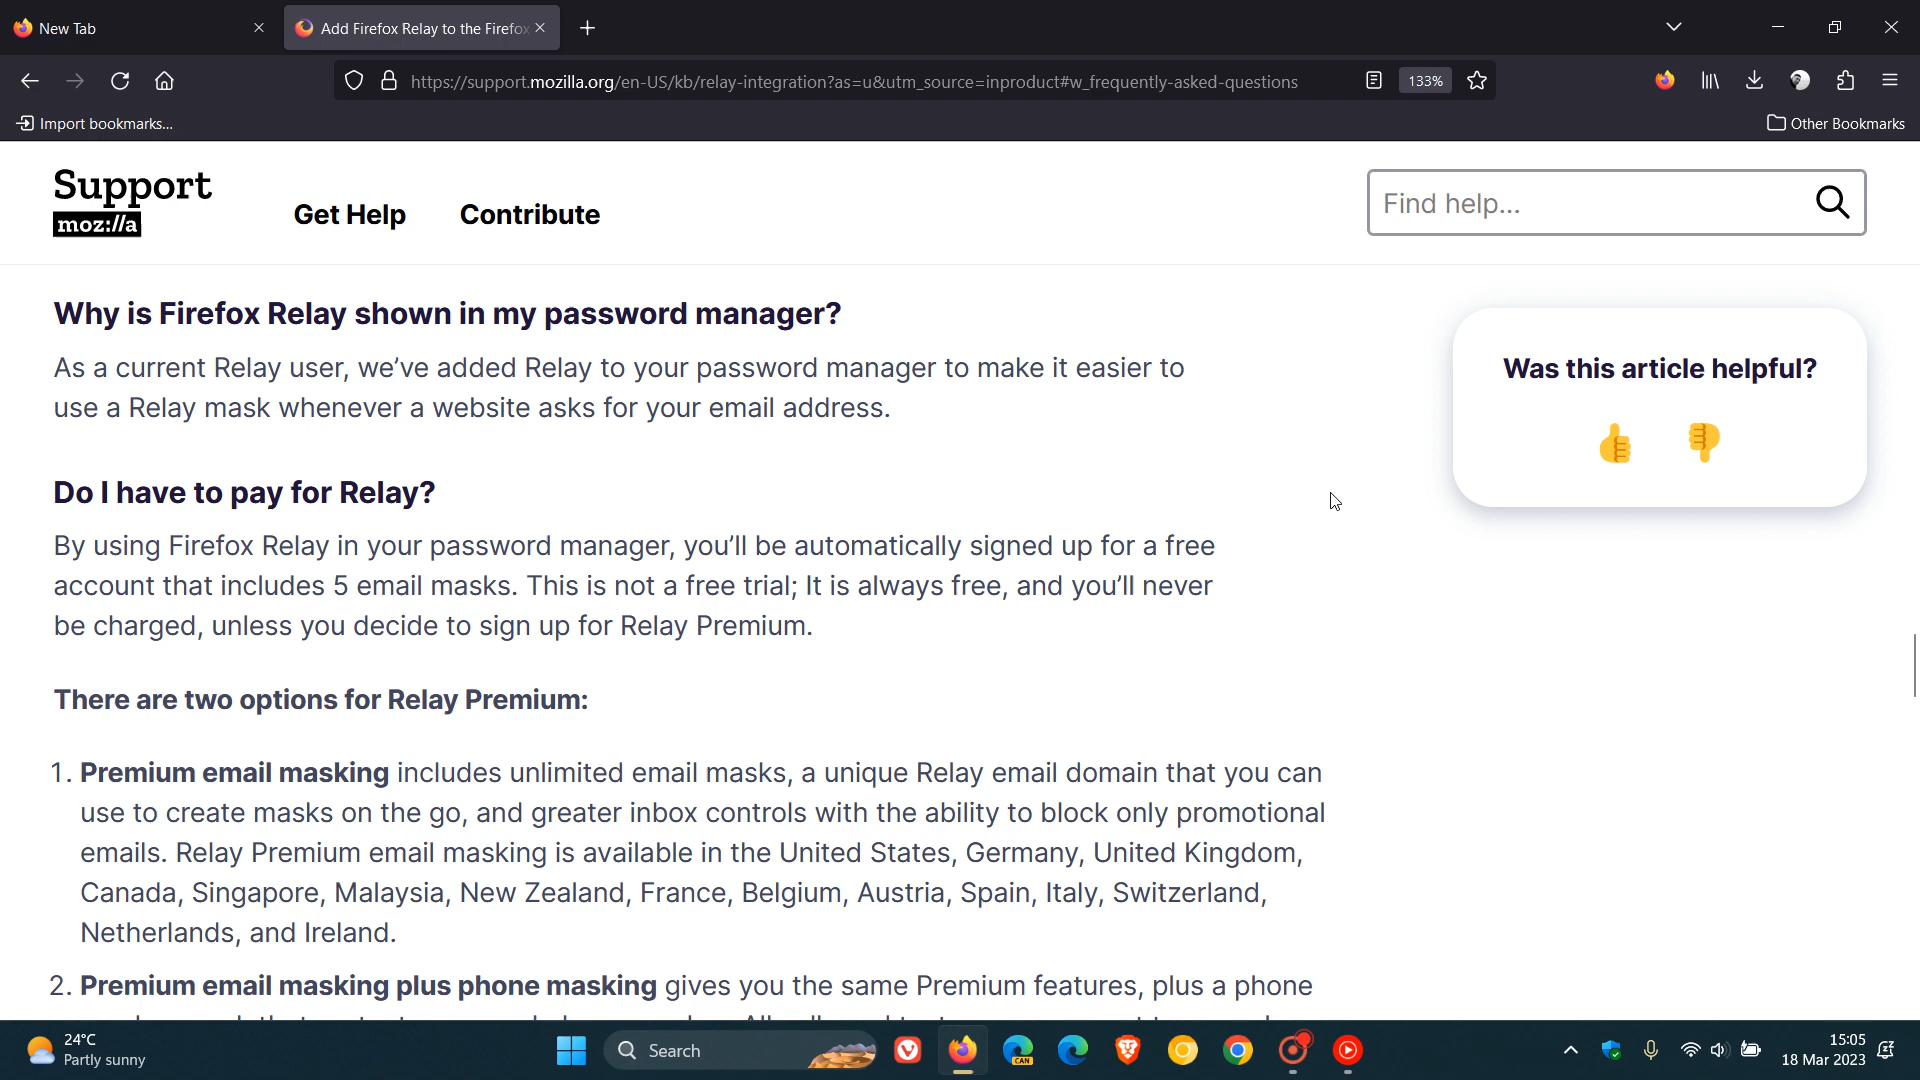 New Tab
Add Firefox Relay to the Firefox
https://support.mozilla.org/en-US/kb/relay-integration?as=u&utm_source=inproduct#w_frequently-asked-questions
133%
Import bookmarks...
Other Bookmarks
Support
moz://a
Get Help
Contribute
Find help...
Why is Firefox Relay shown in my password manager?
As a current Relay user, we've added Relay to your password manager to make it easier to
use a Relay mask whenever a website asks for your email address.
Was this article helpful?
Do I have to pay for Relay?
By using Firefox Relay in your password manager, you'll be automatically signed up for a free
account that includes 5 email masks. This is not a free trial; It is always free, and you'll never
be charged, unless you decide to sign up for Relay Premium.
There are two options for Relay Premium:
1. Premium email masking includes unlimited email masks, a unique Relay email domain that you can
use to create masks on the go, and greater inbox controls with the ability to block only promotional
emails. Relay Premium email masking is available in the United States, Germany, United Kingdom,
Canada, Singapore, Malaysia, New Zealand, France, Belgium, Austria, Spain, Italy, Switzerland,
Netherlands, and Ireland.
2. Premium email masking plus phone masking gives you the same Premium features, plus a phone
24°C
Partly sunny
Search
CAN
15:05
18 Mar 2023